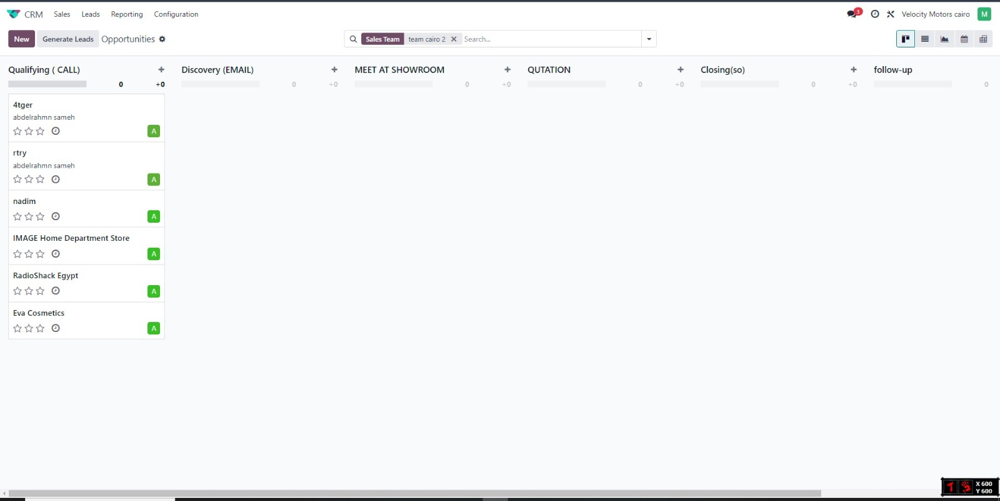 CRM Sales Leads Reporting Configuration 3 Velocity Motors cairo M
New Generate Leads Opportunities Sales Team team cairo 2 Search...
Qualifying ( CALL) Discovery (EMAIL) MEET AT SHOWROOM QUTATION Closing(so) follow-up
0 +0 0 +0 0 +0 0 +0 0 +0 0
4tger
abdelrahmn sameh
A
rtry
abdelrahmn sameh
A
nadim
A
IMAGE Home Department Store
A
RadioShack Egypt
A
Eva Cosmetics
A
X 600
Y 600